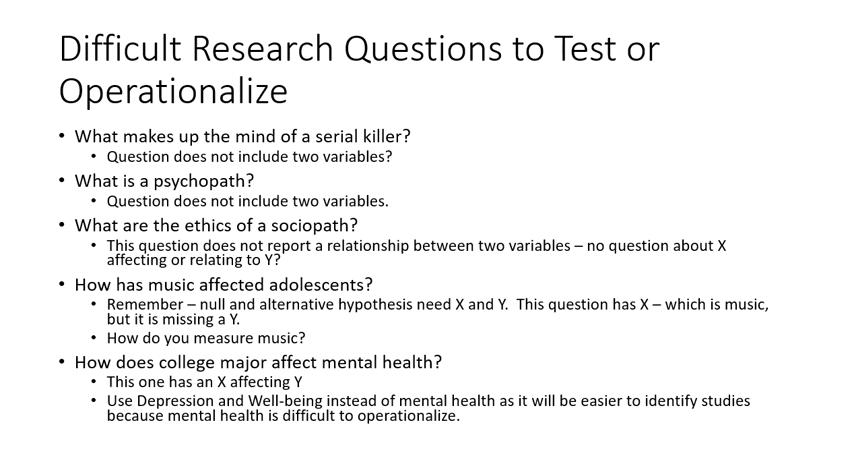 Difficult Research Questions to Test or
Operationalize
• What makes up the mind of a serial killer?
• Question does not include two variables?
• What is a psychopath?
• Question does not include two variables.
• What are the ethics of a sociopath?
• This question does not report a relationship between two variables – no question about X
affecting or relating to Y?
• How has music affected adolescents?
• Remember – null and alternative hypothesis need X and Y.  This question has X – which is music,
but it is missing a Y.
• How do you measure music?
• How does college major affect mental health?
• This one has an X affecting Y
• Use Depression and Well-being instead of mental health as it will be easier to identify studies
because mental health is difficult to operationalize.